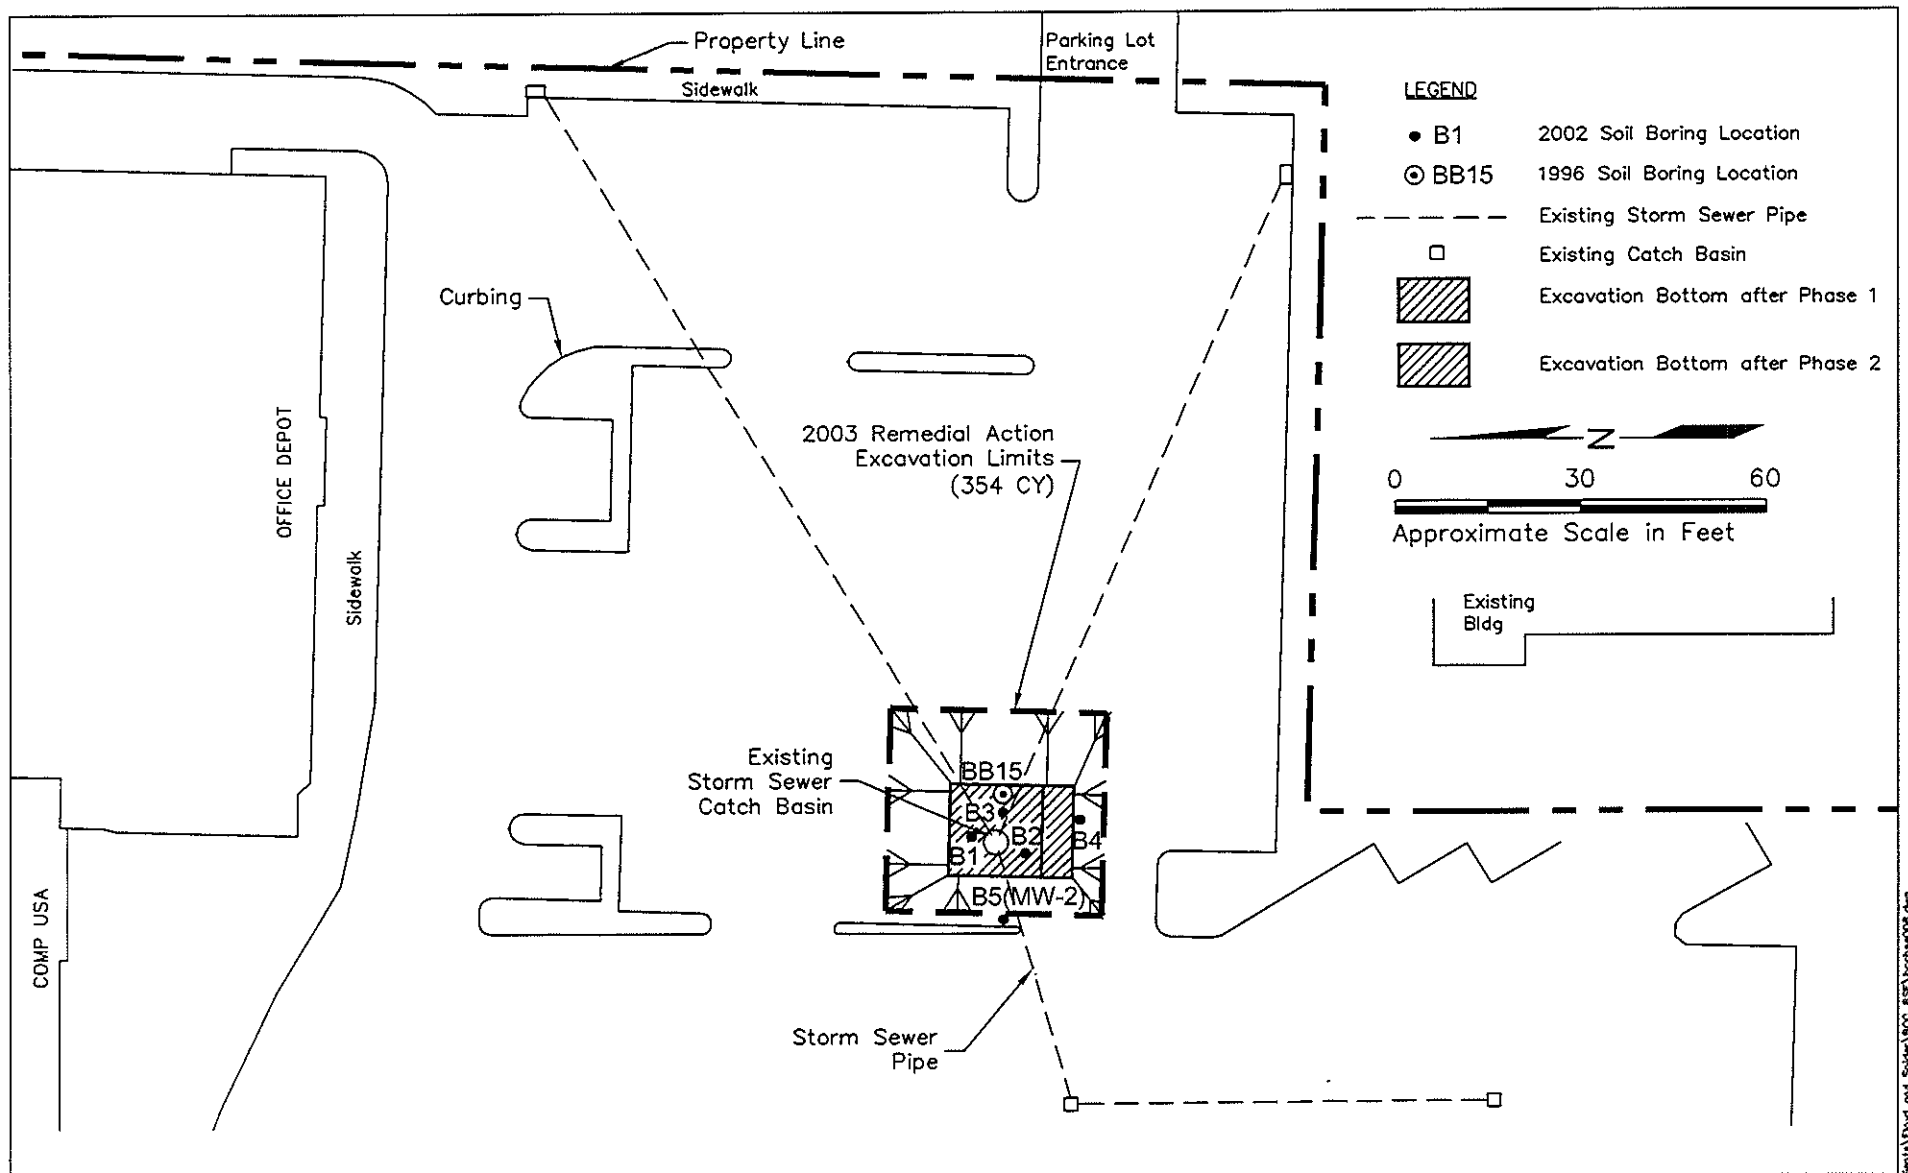 Property Line
Parking Lot
Entrance
Sidewalk
LEGEND
B1
2002 Soil Boring Location
BB15
1996 Soil Boring Location
Existing Storm Sewer Pipe
Existing Catch Basin
Excavation Bottom after Phase 1
Excavation Bottom after Phase 2
N
0 30 60
Approximate Scale in Feet
Curbing
OFFICE DEPOT
Sidewalk
2003 Remedial Action
Excavation Limits
(354 CY)
Existing
Bldg
Existing
Storm Sewer
Catch Basin
BB15
B3
B2
B1
B4
B5(MW-2)
COMP USA
Storm Sewer
Pipe